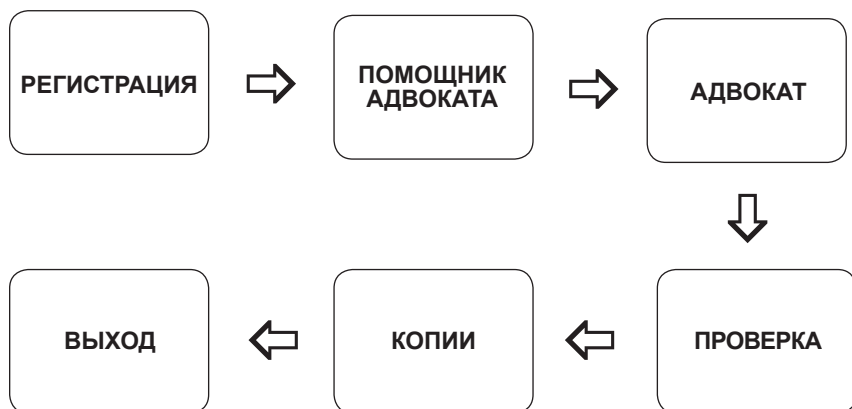 РЕГИСТРАЦИЯ
ПОМОЩНИК
АДВОКАТА
АДВОКАТ
ПРОВЕРКА
КОПИИ
ВЫХОД